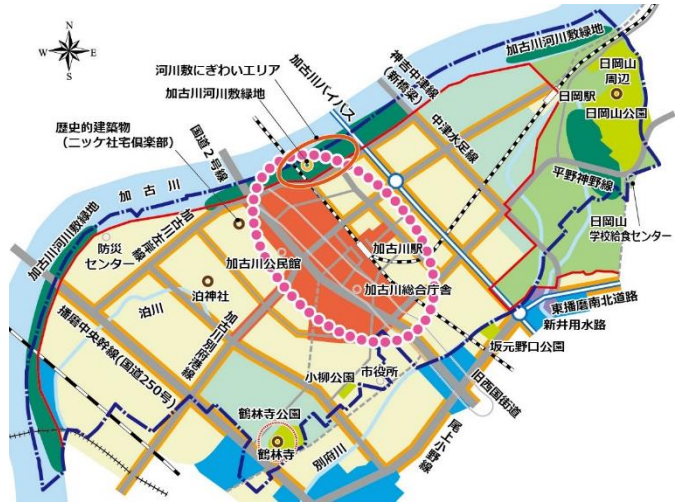 N
W
E
S
加古川河川敷緑地
河川敷にぎわいエリア
加古川河川敷緑地
加古川バイパス
神吉中津線
(新橋梁)
中津水足線
日岡駅
日岡山
周辺
日岡山公園
平野神野線
日岡山
学校給食センター
歴史的建築物
(ニッケ社宅倶楽部)
国道２号線
加古川
加古川河川敷緑地
防災
センター
加古川左岸線
加古川公民館
加古川駅
加古川総合庁舎
泊川
泊神社
加古川別府港線
播磨中央幹線(国道250号)
東播磨南北道路
新井用水路
坂元野口公園
旧西国街道
小柳公園
市役所
尾上小野線
鶴林寺公園
鶴林寺
別府川